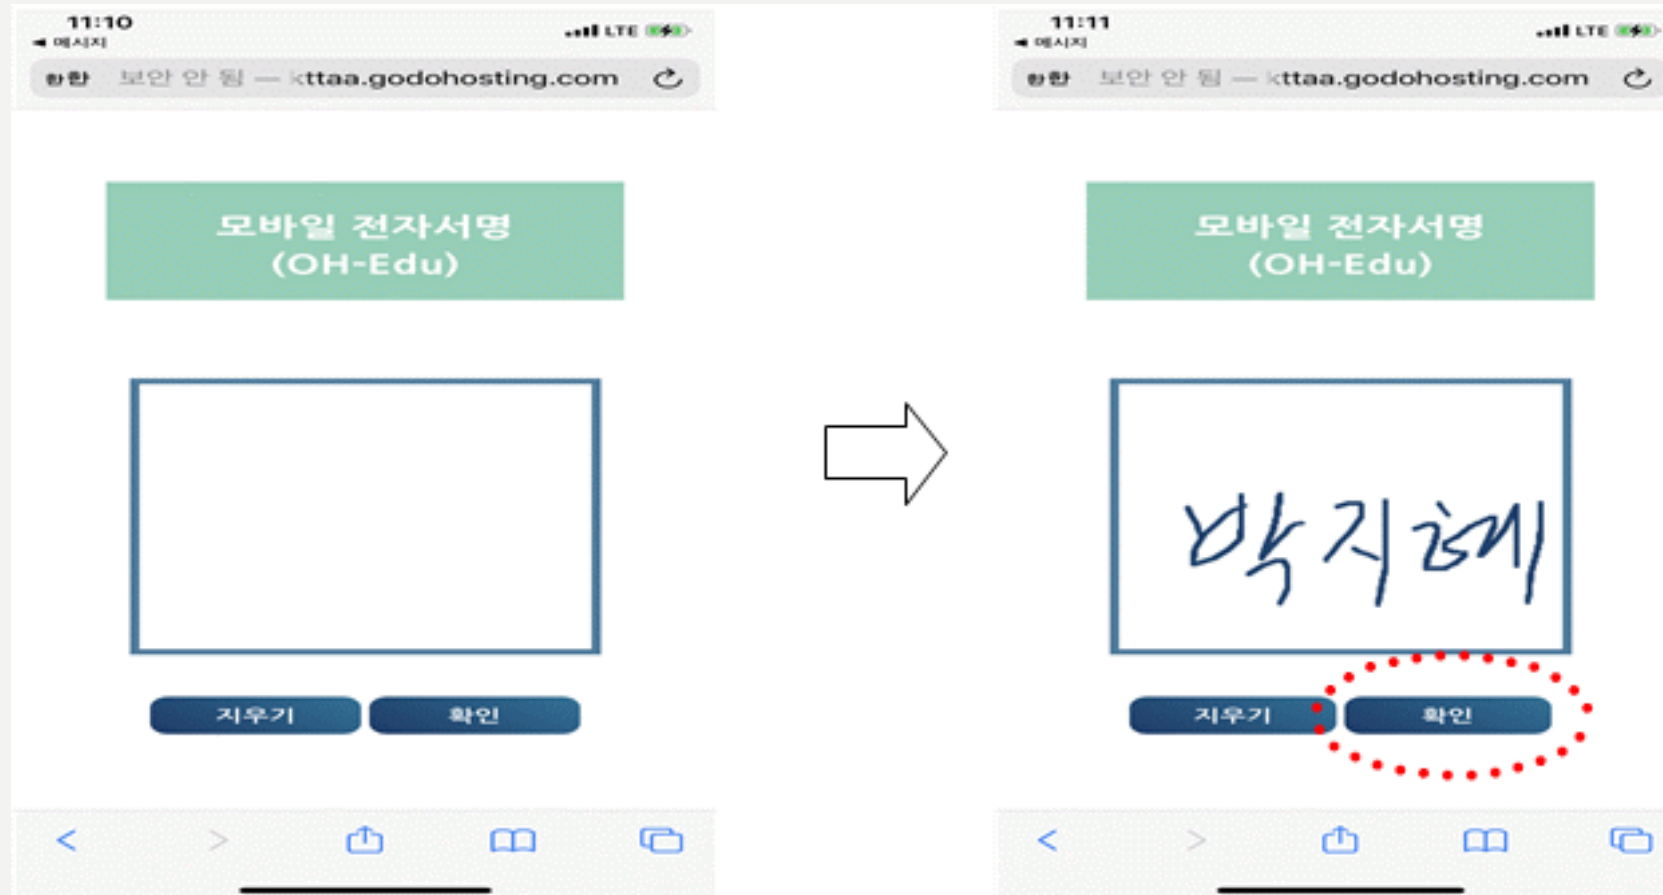 11:10
◀ 메시지
LTE
보안 안 됨 — kttaa.godohosting.com
모바일 전자서명
(OH-Edu)
지우기
확인
11:11
◀ 메시지
LTE
보안 안 됨 — kttaa.godohosting.com
모바일 전자서명
(OH-Edu)
박지혜
지우기
확인